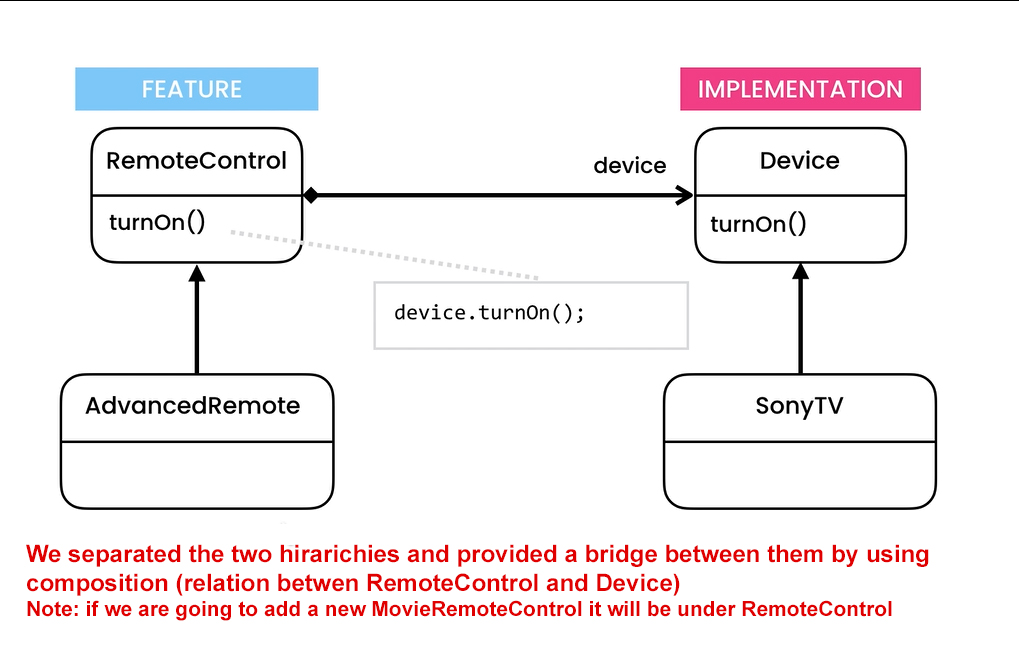 FEATURE
IMPLEMENTATION
RemoteControl
device
Device
turnOn()
turnOn()
device.turnOn();
AdvancedRemote
SonyTV
We separated the two hirarichies and provided a bridge between them by using
composition (relation betwen RemoteControl and Device)
Note: if we are going to add a new MovieRemoteControl it will be under RemoteControl